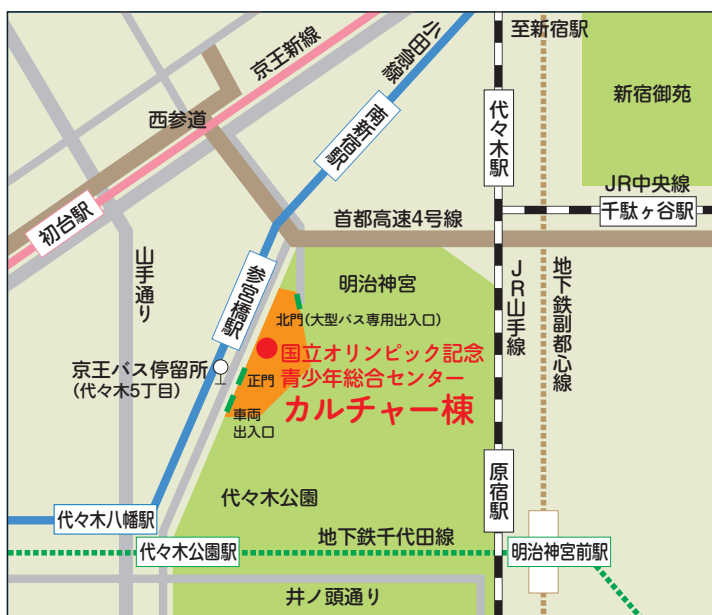 至新宿駅
小田急線
京王新線
新宿御苑
西参道
南新宿駅
代々木駅
JR中央線
千駄ヶ谷駅
初台駅
首都高速4号線
山手通り
参宮橋駅
明治神宮
JR山手線
地下鉄副都心線
北門(大型バス専用出入口)
国立オリンピック記念
青少年総合センター
カルチャー棟
京王バス停留所
(代々木5丁目)
正門
車両
出入口
原宿駅
代々木公園
代々木八幡駅
地下鉄千代田線
代々木公園駅
明治神宮前駅
井ノ頭通り